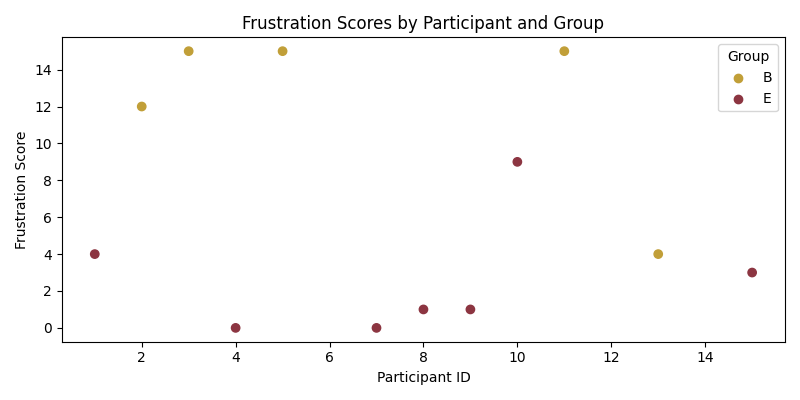 Frustration Scores by Participant and Group
Frustration Score
14
12
10
8
6
4
2
0
Group
B
E
2
4
6
8
10
12
14
Participant ID